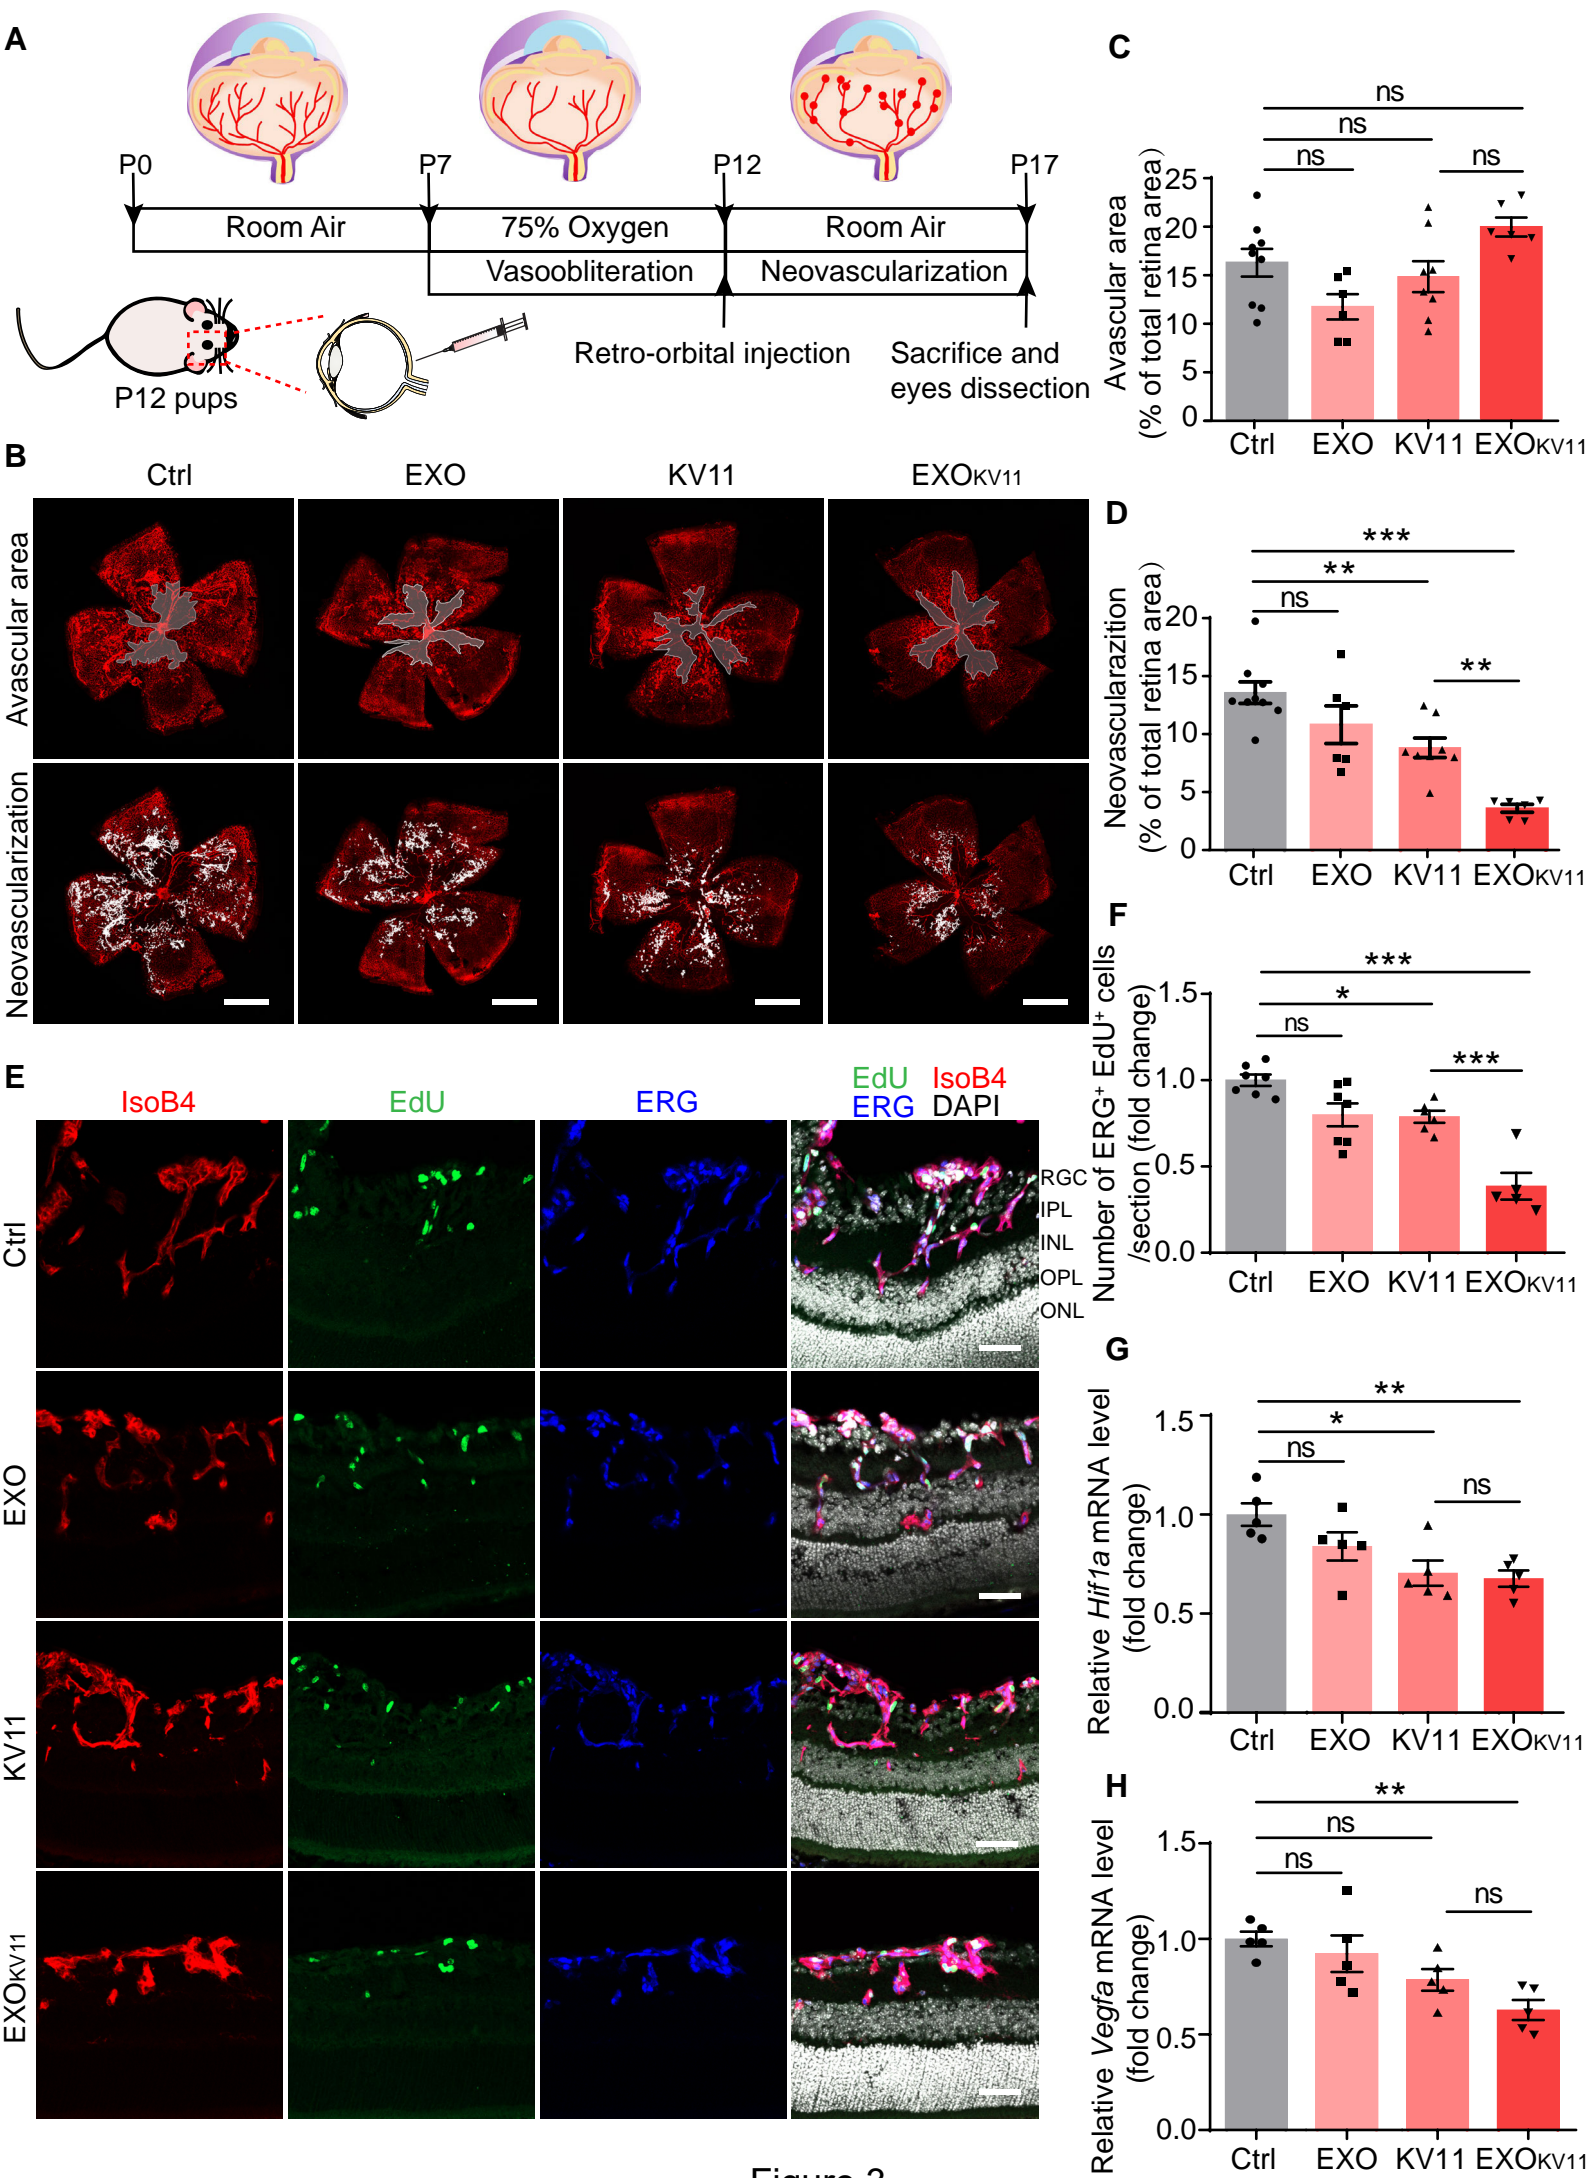 A
P0
P7
P12
P17
Room Air
75% Oxygen
Room Air
Vasoobliteration
Neovascularization
P12 pups
Retro-orbital injection
Sacrifice and
eyes dissection
B
Ctrl
EXO
KV11
EXOKV11
Avascular area
Neovascularization
C
ns
ns
ns
ns
Avascular area
(% of total retina area)
25
20
15
10
5
0
Ctrl
EXO
KV11
EXOKV11
D
***
**
ns
**
Neovascularazition
(% of total retina area)
20
15
10
5
0
Ctrl
EXO
KV11
EXOKV11
E
IsoB4
EdU
ERG
EdU IsoB4
ERG DAPI
Ctrl
EXO
KV11
EXOKV11
RGC
IPL
INL
OPL
ONL
F
***
*
ns
***
Number of ERG+ EdU+ cells
/section (fold change)
1.5
1.0
0.5
0.0
Ctrl
EXO
KV11
EXOKV11
G
**
*
ns
ns
Relative Hif1a mRNA level
(fold change)
1.5
1.0
0.5
0.0
Ctrl
EXO
KV11
EXOKV11
H
**
ns
ns
ns
Relative Vegfa mRNA level
(fold change)
1.5
1.0
0.5
0.0
Ctrl
EXO
KV11
EXOKV11